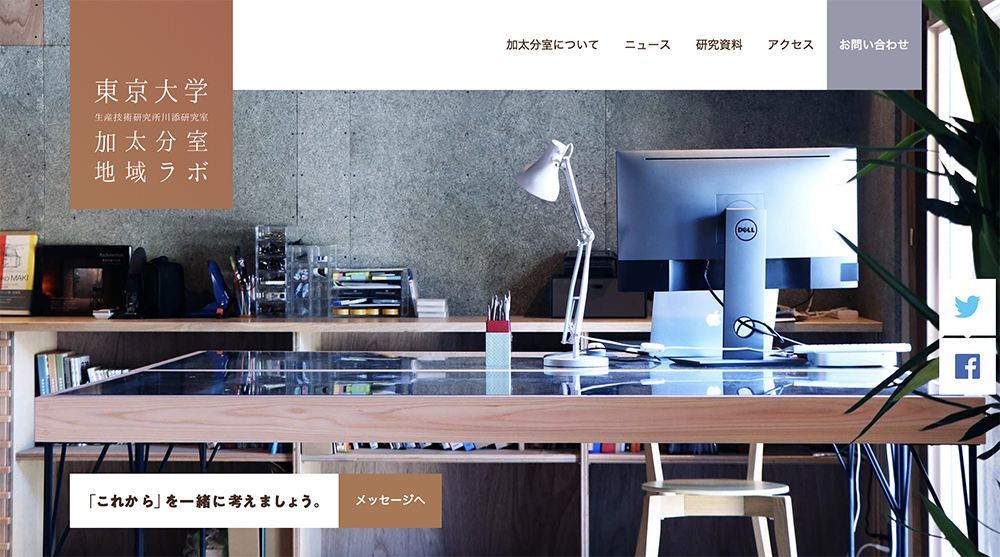 東京大学
生産技術研究所川添研究室
加太分室
地域ラボ
加太分室について
ニュース
研究資料
アクセス
お問い合わせ
DELL
「これから」を一緒に考えましょう。
メッセージへ